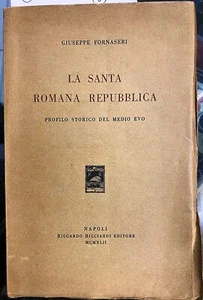 GIUSEPPE FORNASERI
LA SANTA
ROMANA REPUBBLICA
PROFILO STORICO DEL MEDIO EVO
NAPOLI
RICCARDO RICCIARDI EDITORE
MCMXLII